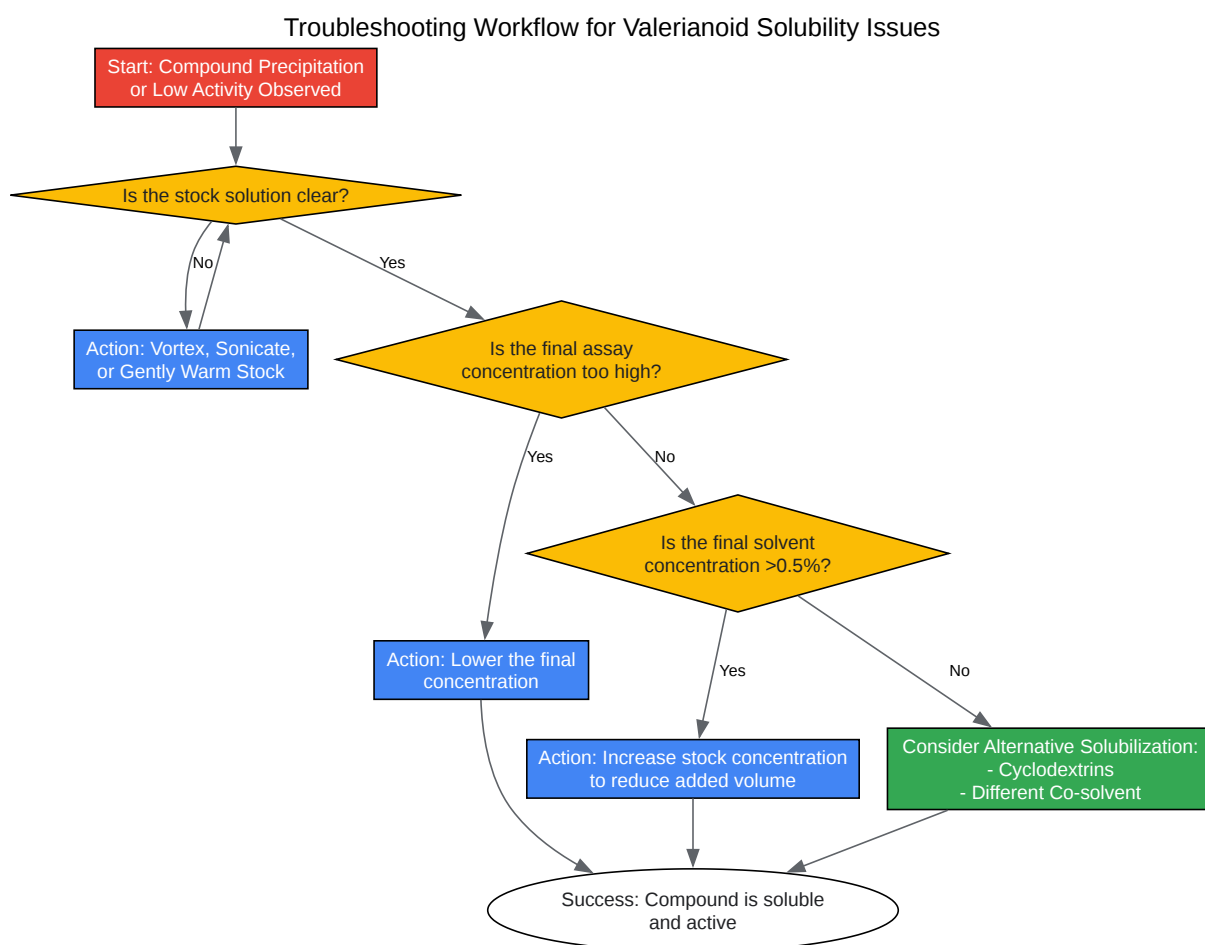 Troubleshooting Workflow for Valerianoid Solubility Issues
Start: Compound Precipitation
or Low Activity Observed
Is the stock solution clear?
No
Yes
Action: Vortex, Sonicate,
or Gently Warm Stock
Is the final assay
concentration too high?
Yes
No
Is the final solvent
concentration >0.5%?
Action: Lower the final
concentration
Yes
No
Action: Increase stock concentration
to reduce added volume
Consider Alternative Solubilization:
- Cyclodextrins
- Different Co-solvent
Success: Compound is soluble
and active